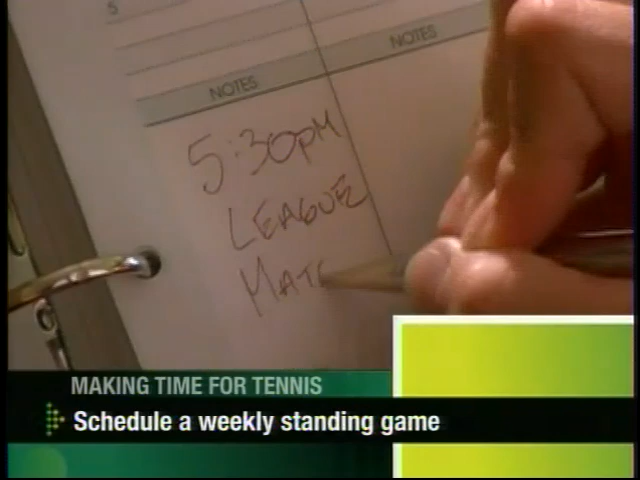 S
NOTES
NOTES
5:30PM
LEAGUE
MATC
MAKING TIME FOR TENNIS
Schedule a weekly standing game